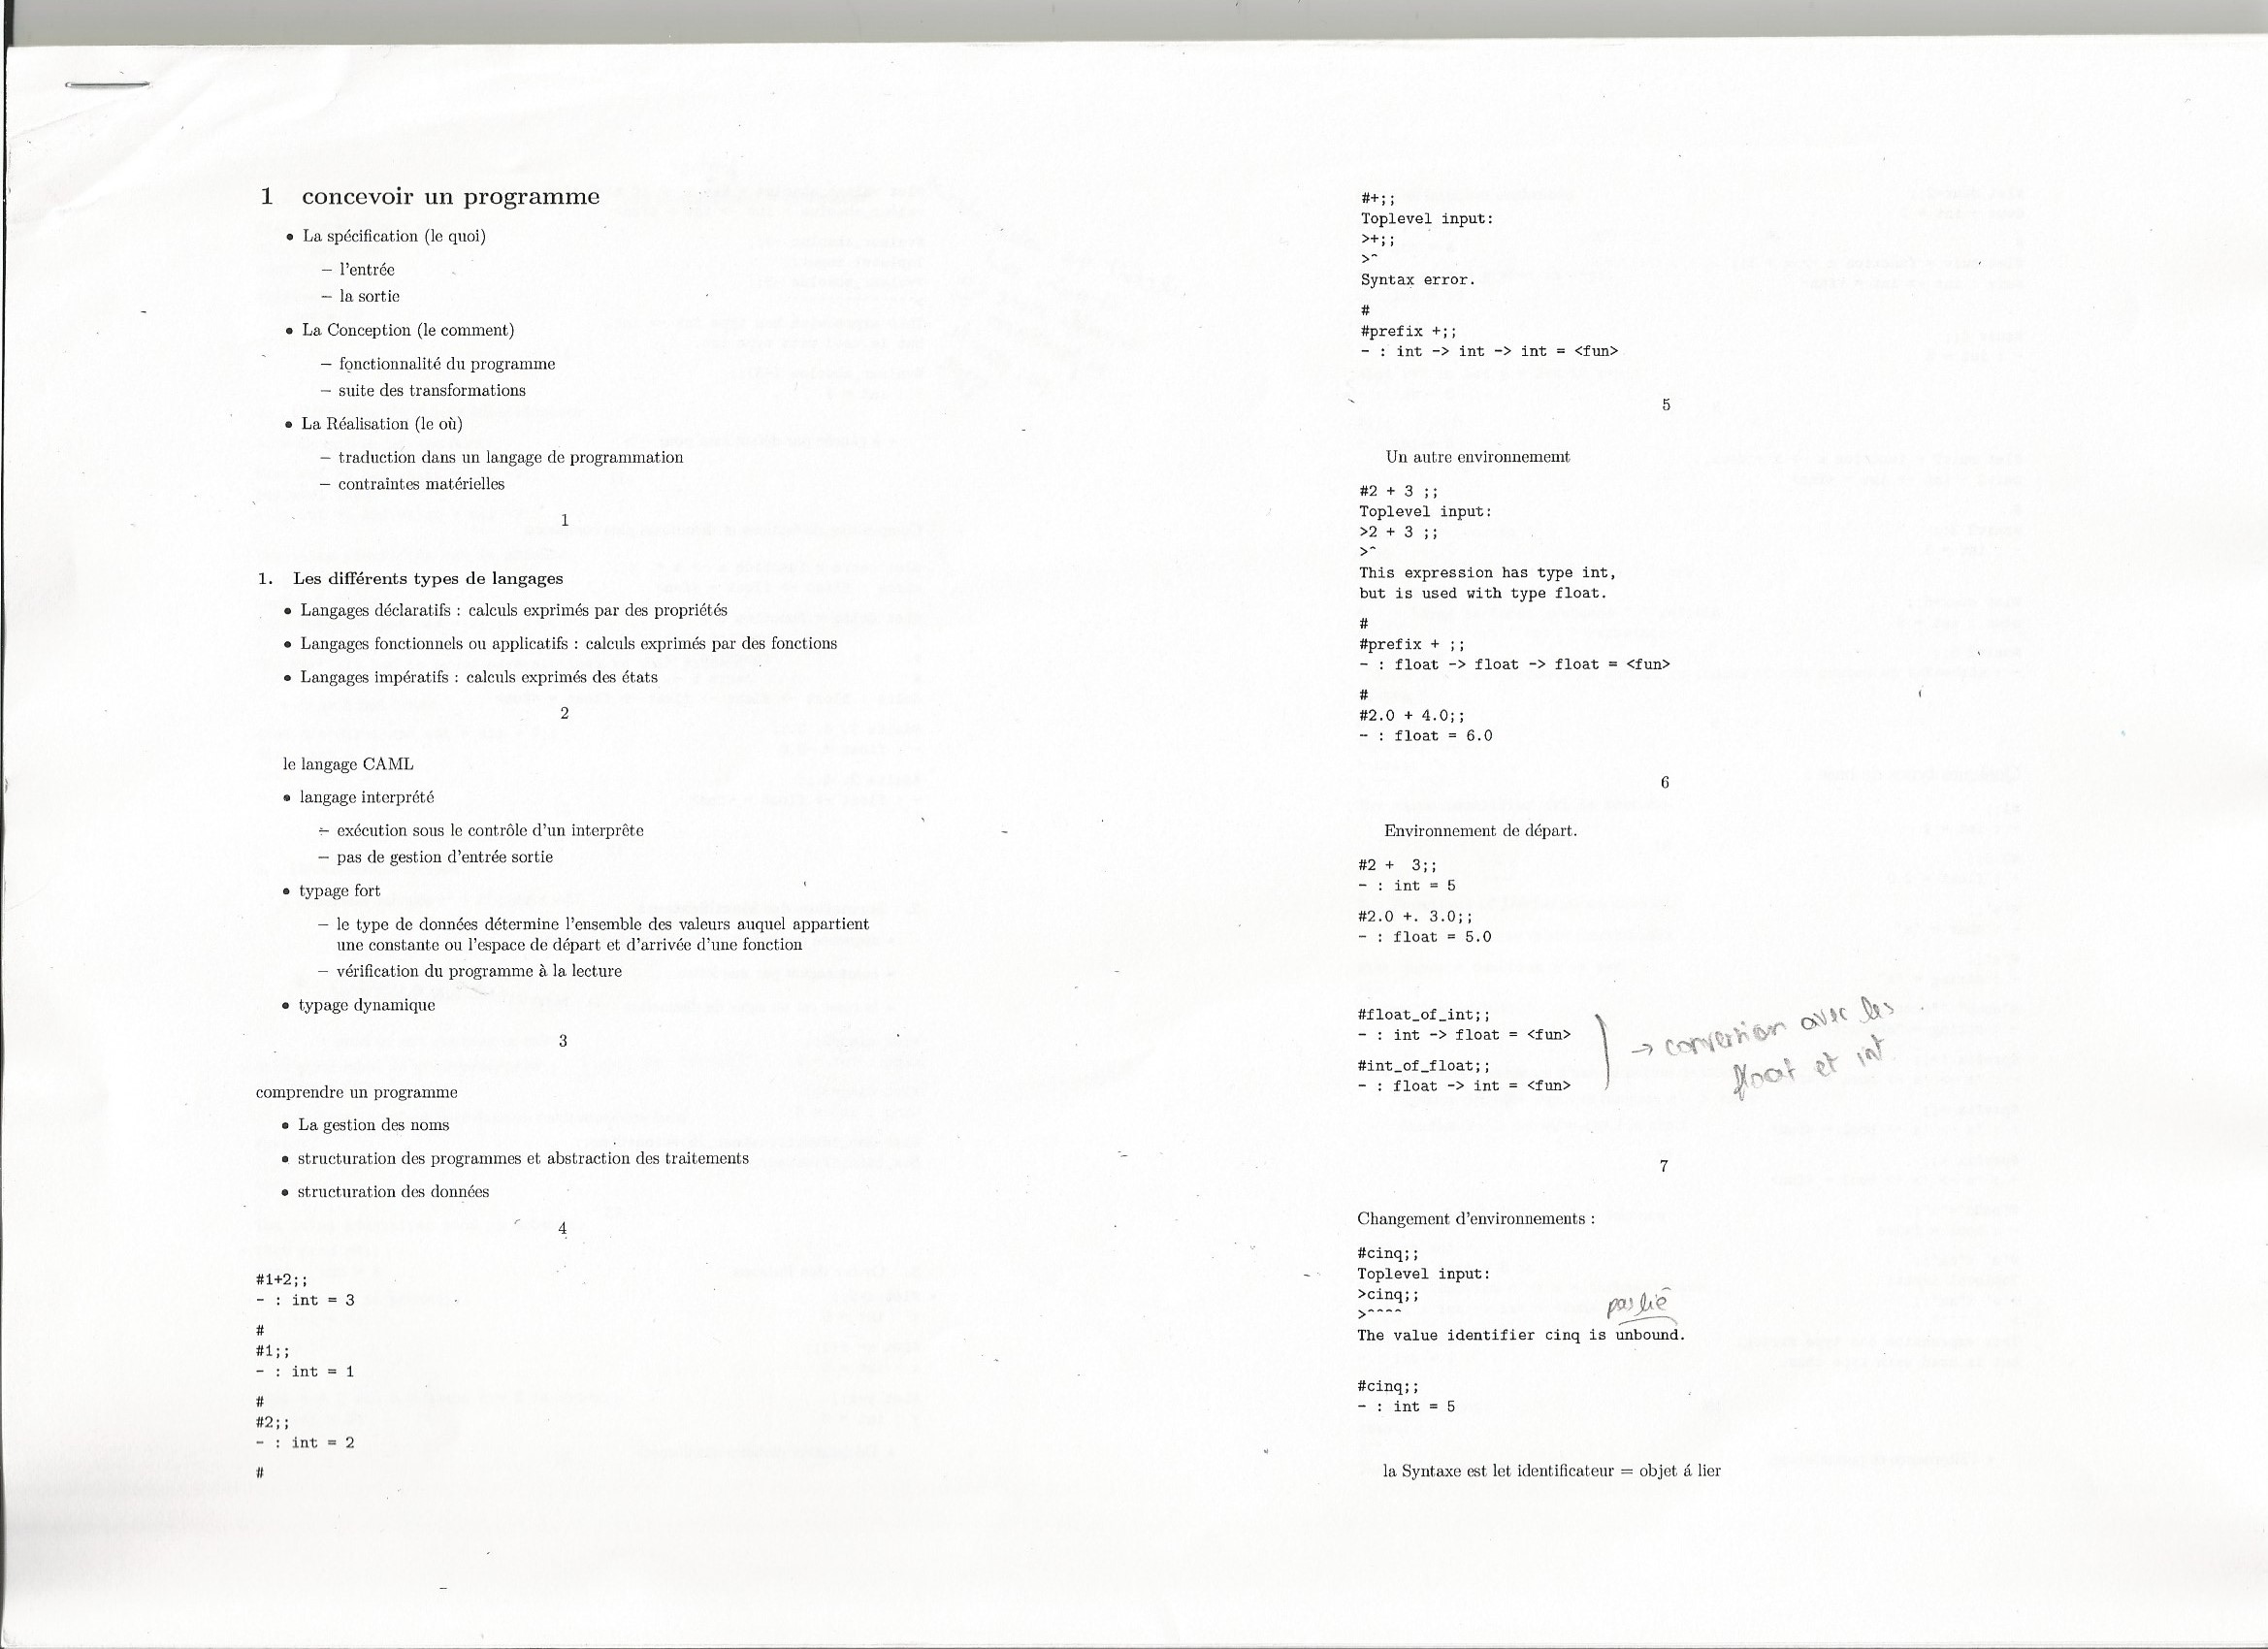 1 concevoir un programme
• La spécification (le quoi)
– l'entrée
– la sortie
• La Conception (le comment)
– fonctionnalité du programme
– suite des transformations
• La Réalisation (le où)
– traduction dans un langage de programmation
– contraintes matérielles
1
1. Les différents types de langages
• Langages déclaratifs : calculs exprimés par des propriétés
• Langages fonctionnels ou applicatifs : calculs exprimés par des fonctions
• Langages impératifs : calculs exprimés des états
2
le langage CAML
• langage interprété
– exécution sous le contrôle d'un interprête
– pas de gestion d'entrée sortie
• typage fort
– le type de données détermine l'ensemble des valeurs auquel appartient
une constante ou l'espace de départ et d'arrivée d'une fonction
– vérification du programme à la lecture
• typage dynamique
3
comprendre un programme
• La gestion des noms
• structuration des programmes et abstraction des traitements
• structuration des données
4
#1+2;;
- : int = 3
#
#1;;
- : int = 1
#
#2;;
- : int = 2
#
#+;;
Toplevel input:
>+;;
>^
Syntax error.
#
#prefix +;;
- : int -> int -> int = <fun>
5
Un autre environnememt
#2 + 3 ;;
Toplevel input:
>2 + 3 ;;
>^
This expression has type int,
but is used with type float.
#
#prefix + ;;
- : float -> float -> float = <fun>
#
#2.0 + 4.0;;
- : float = 6.0
6
Environnement de départ.
#2 +  3;;
- : int = 5
#2.0 +. 3.0;;
- : float = 5.0
#float_of_int;;
- : int -> float = <fun>
#int_of_float;;
- : float -> int = <fun>
→ conversion avec les
float et int
7
Changement d'environnements :
#cinq;;
Toplevel input:
>cinq;;
>^^^^
pas lié
The value identifier cinq is unbound.
#cinq;;
- : int = 5
la Syntaxe est let identificateur = objet á lier